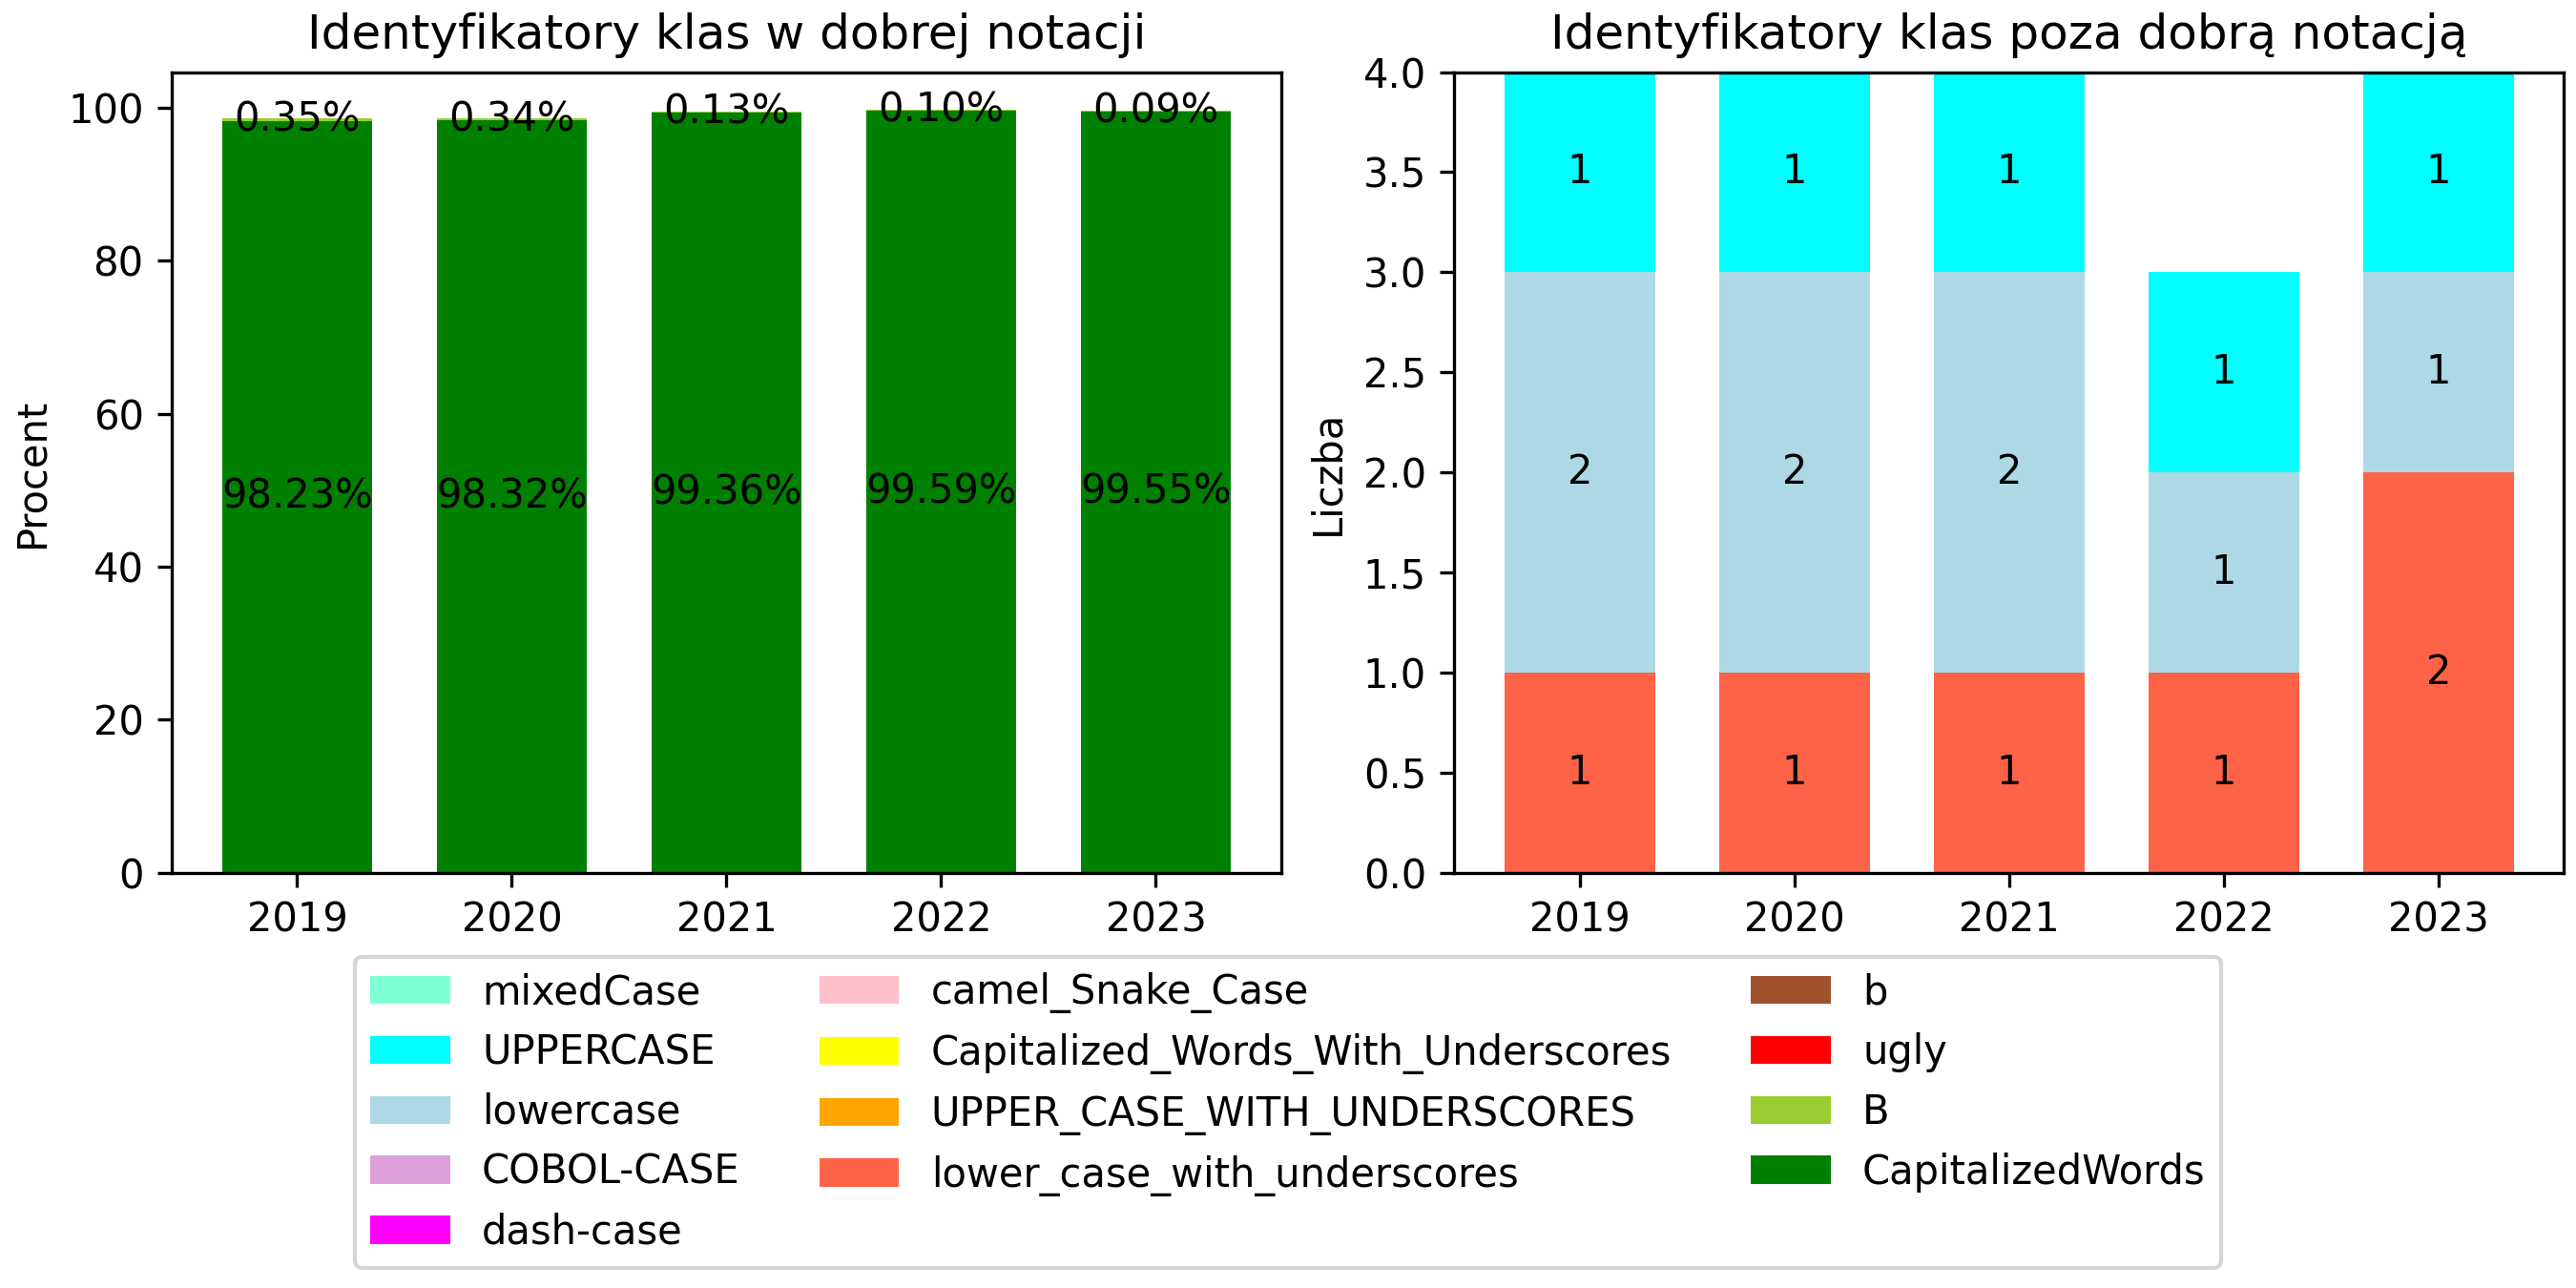 Identyfikatory klas w dobrej notacji
Procent
100
80
60
40
20
0
0.35% 0.34% 0.13% 0.10% 0.09%
98.23% 98.32% 99.36% 99.59% 99.55%
2019 2020 2021 2022 2023
Identyfikatory klas poza dobrą notacją
Liczba
4.0
3.5
3.0
2.5
2.0
1.5
1.0
0.5
0.0
1 1 1 1
1 1
2 2 2
1
2
1 1 1 1
2019 2020 2021 2022 2023
mixedCase
UPPERCASE
lowercase
COBOL-CASE
dash-case
camel_Snake_Case
Capitalized_Words_With_Underscores
UPPER_CASE_WITH_UNDERSCORES
lower_case_with_underscores
b
ugly
B
CapitalizedWords